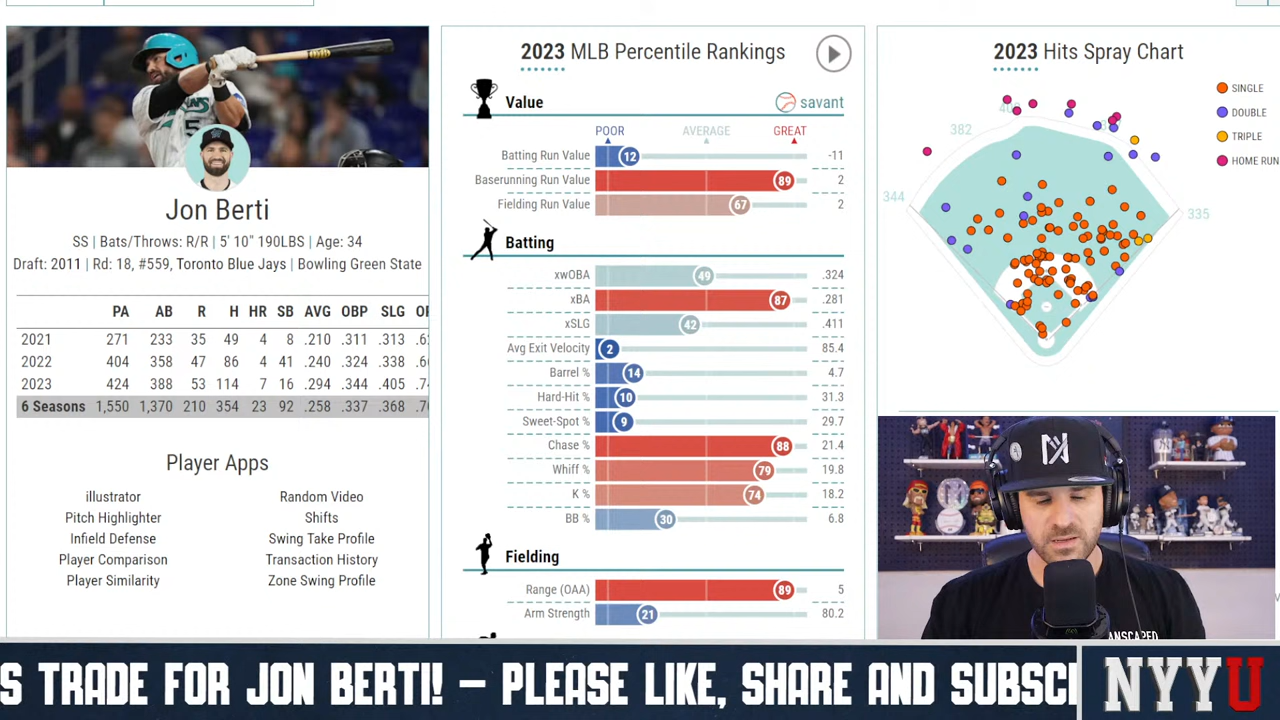 Jon Berti
SS | Bats/Throws: R/R | 5' 10" 190LBS | Age: 34
Draft: 2011 | Rd: 18, #559, Toronto Blue Jays | Bowling Green State
PA AB R H HR SB AVG OBP SLG
2021 271 233 35 49 4 8 .210 .311 .313
2022 404 358 47 86 4 41 .240 .324 .338
2023 424 388 53 114 7 16 .294 .344 .405
6 Seasons 1,550 1,370 210 354 23 92 .258 .337 .368
Player Apps
illustrator Random Video
Pitch Highlighter Shifts
Infield Defense Swing Take Profile
Player Comparison Transaction History
Player Similarity Zone Swing Profile
2023 MLB Percentile Rankings
Value savant
POOR AVERAGE GREAT
Batting Run Value 12 -11
Baserunning Run Value 89 2
Fielding Run Value 67 2
Batting
xwOBA 49 .324
xBA 87 .281
xSLG 42 .411
Avg Exit Velocity 2 85.4
Barrel % 14 4.7
Hard-Hit % 10 31.3
Sweet-Spot % 9 29.7
Chase % 88 21.4
Whiff % 79 19.8
K % 74 18.2
BB % 30 6.8
Fielding
Range (OAA) 89 5
Arm Strength 21 80.2
2023 Hits Spray Chart
SINGLE
DOUBLE
TRIPLE
HOME RUN
382
344
335
S TRADE FOR JON BERTI! – PLEASE LIKE, SHARE AND SUBSC
NYYU